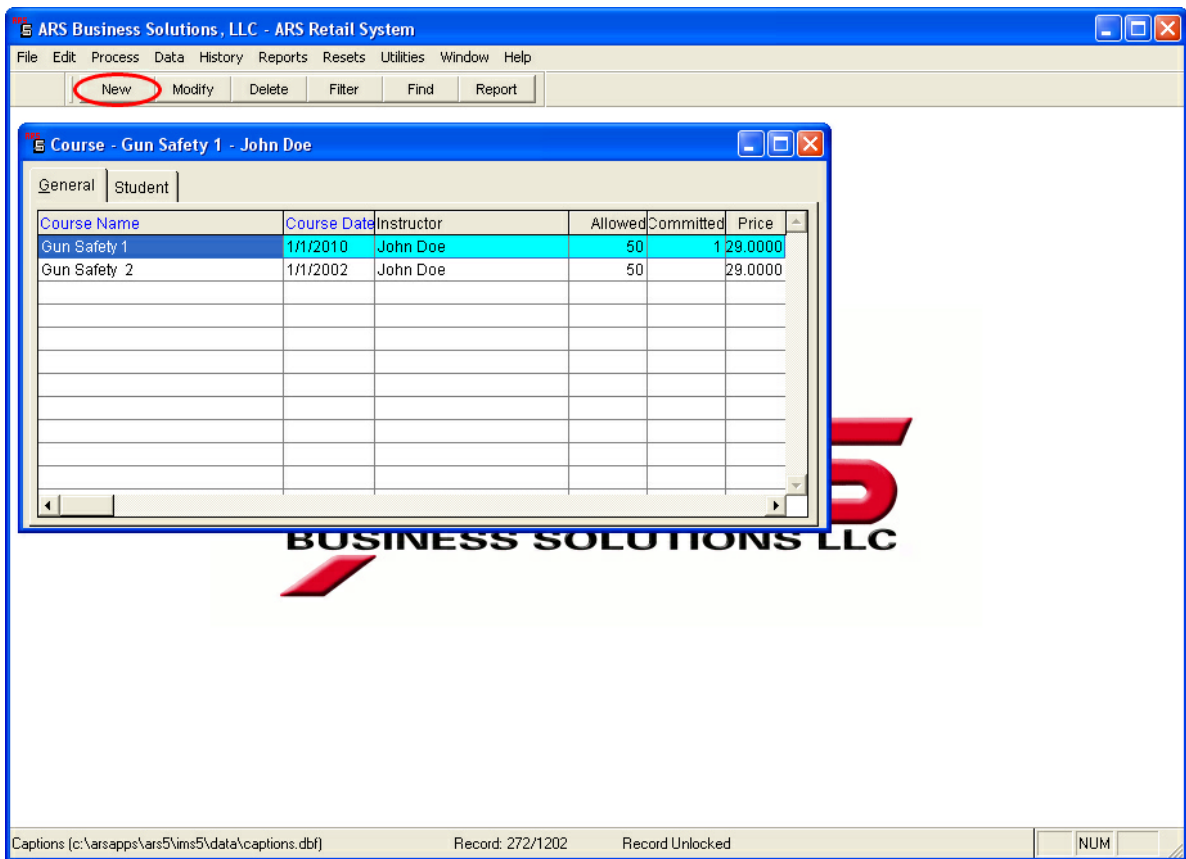 ARS Business Solutions, LLC - ARS Retail System
File Edit Process Data History Reports Resets Utilities Window Help
New Modify Delete Filter Find Report
Course - Gun Safety 1 - John Doe
General Student
Course Name Course Date Instructor Allowed Committed Price
Gun Safety 1 1/1/2010 John Doe 50 1 29.0000
Gun Safety 2 1/1/2002 John Doe 50 29.0000
BUSINESS SOLUTIONS LLC
Captions (c:\arsapps\ars5\ims5\data\captions.dbf) Record: 272/1202 Record Unlocked NUM